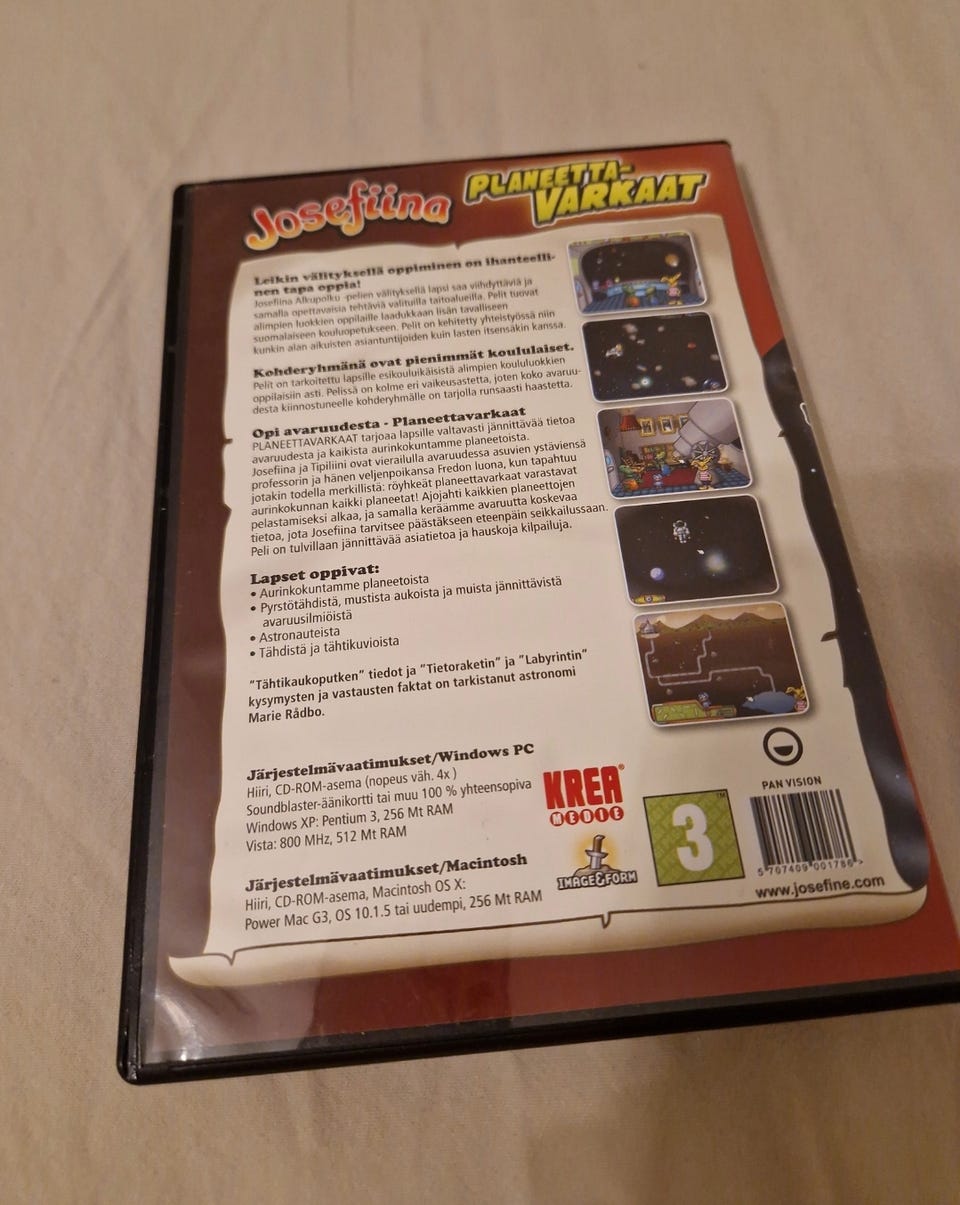 Josefiina
PLANEETTA-
VARKAAT
Leikin välityksellä oppiminen on ihanteelli-
nen tapa oppia!
Josefiina Alkupolku -pelien välityksellä lapsi saa viihdyttäviä ja
samalla opettavaisia tehtäviä valituilla taitoalueilla. Pelit tuovat
alimpien luokkien oppilaille laadukkaan lisän tavalliseen
suomalaiseen kouluopetukseen. Pelit on kehitetty yhteistyössä niin
kunkin alan aikuisten asiantuntijoiden kuin lasten itsensäkin kanssa.
Kohderyhmänä ovat pienimmät koululaiset.
Pelit on tarkoitettu lapsille esikouluikäisistä alimpien koululuokkien
oppilaisiin asti. Pelissä on kolme eri vaikeusastetta, joten koko avaruu-
desta kiinnostuneelle kohderyhmälle on tarjolla runsaasti haastetta.
Opi avaruudesta - Planeettavarkaat
PLANEETTAVARKAAT tarjoaa lapsille valtavasti jännittävää tietoa
avaruudesta ja kaikista aurinkokuntamme planeetoista.
Josefiina ja Tipiliini ovat vierailulla avaruudessa asuvien ystäviensä
professorin ja hänen veljenpoikansa Fredon luona, kun tapahtuu
jotakin todella merkillistä: röyhkeät planeettavarkaat varastavat
aurinkokunnan kaikki planeetat! Ajojahti kaikkien planeettojen
pelastamiseksi alkaa, ja samalla keräämme avaruutta koskevaa
tietoa, jota Josefiina tarvitsee päästäkseen eteenpäin seikkailussaan.
Peli on tulvillaan jännittävää asiatietoa ja hauskoja kilpailuja.
Lapset oppivat:
• Aurinkokuntamme planeetoista
• Pyrstötähdistä, mustista aukoista ja muista jännittävistä
avaruusilmiöistä
• Astronauteista
• Tähdistä ja tähtikuvioista
"Tähtikaukoputken" tiedot ja "Tietoraketin" ja "Labyrintin"
kysymysten ja vastausten faktat on tarkistanut astronomi
Marie Rådbo.
Järjestelmävaatimukset/Windows PC
Hiiri, CD-ROM-asema (nopeus väh. 4x)
Soundblaster-äänikortti tai muu 100 % yhteensopiva
Windows XP: Pentium 3, 256 Mt RAM
Vista: 800 MHz, 512 Mt RAM
Järjestelmävaatimukset/Macintosh
Hiiri, CD-ROM-asema, Macintosh OS X:
Power Mac G3, OS 10.1.5 tai uudempi, 256 Mt RAM
KREA®
MEDIE
IMAGE&FORM
3™
PAN VISION
5 707409 001786 >
www.josefine.com